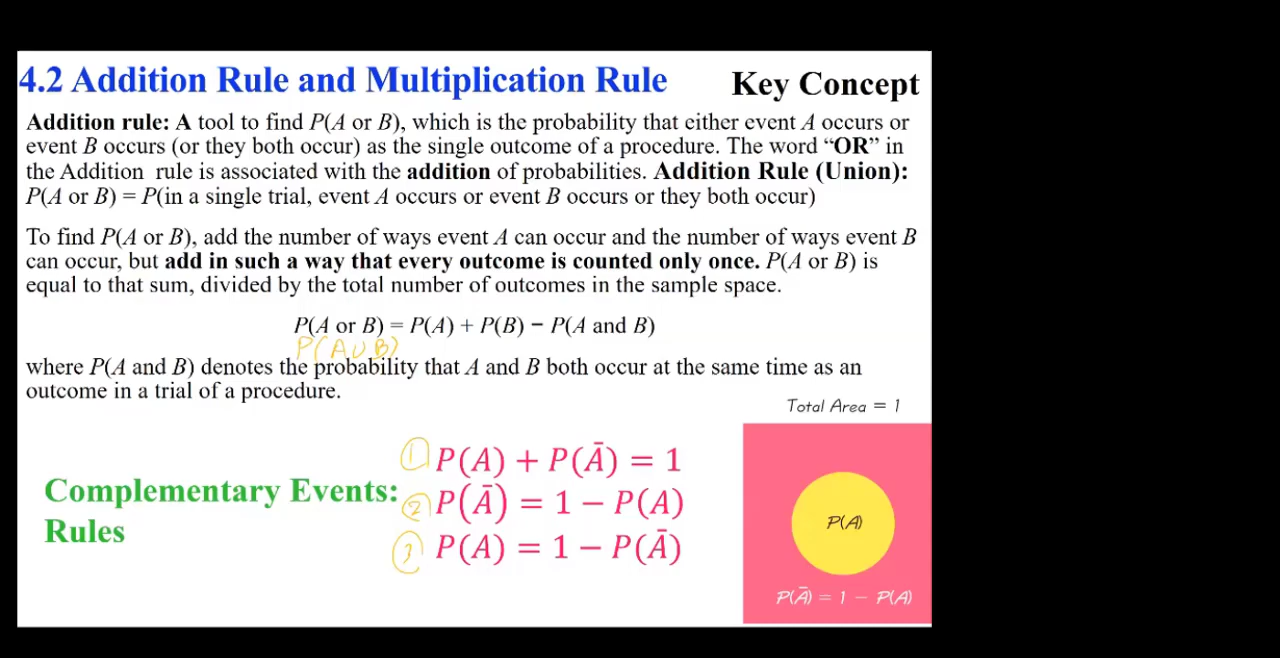 4.2 Addition Rule and Multiplication Rule
Key Concept
Addition rule: A tool to find P(A or B), which is the probability that either event A occurs or
event B occurs (or they both occur) as the single outcome of a procedure. The word “OR” in
the Addition rule is associated with the addition of probabilities. Addition Rule (Union):
P(A or B) = P(in a single trial, event A occurs or event B occurs or they both occur)
To find P(A or B), add the number of ways event A can occur and the number of ways event B
can occur, but add in such a way that every outcome is counted only once. P(A or B) is
equal to that sum, divided by the total number of outcomes in the sample space.
P(A or B) = P(A) + P(B) − P(A and B)
P(A∪B)
where P(A and B) denotes the probability that A and B both occur at the same time as an
outcome in a trial of a procedure.
Total Area = 1
Complementary Events:
Rules
① P(A) + P(Ā) = 1
② P(Ā) = 1 − P(A)
③ P(A) = 1 − P(Ā)
P(A)
P(Ā) = 1 − P(A)